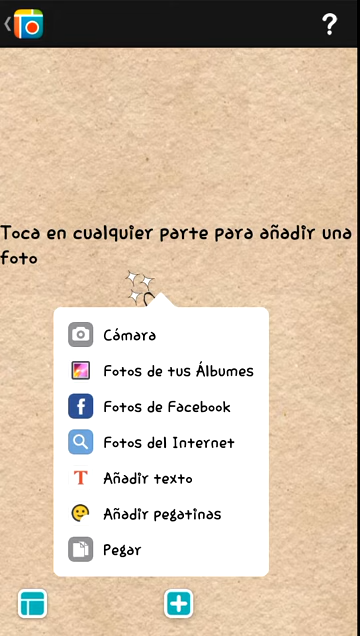 Toca en cualquier parte para añadir una
foto
Cámara
Fotos de tus Álbumes
Fotos de Facebook
Fotos del Internet
Añadir texto
Añadir pegatinas
Pegar